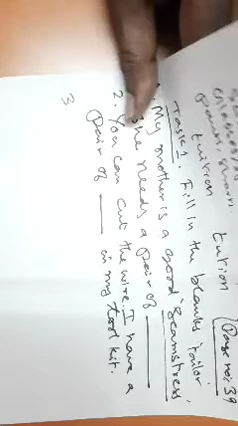 Page no: 39
tuition
Task 1. Fill in the blanks tailor,
My mother is a good seamstress,
She needs a pair of
2. You can cut the wire. I have a
pair of in my tool kit.
3.